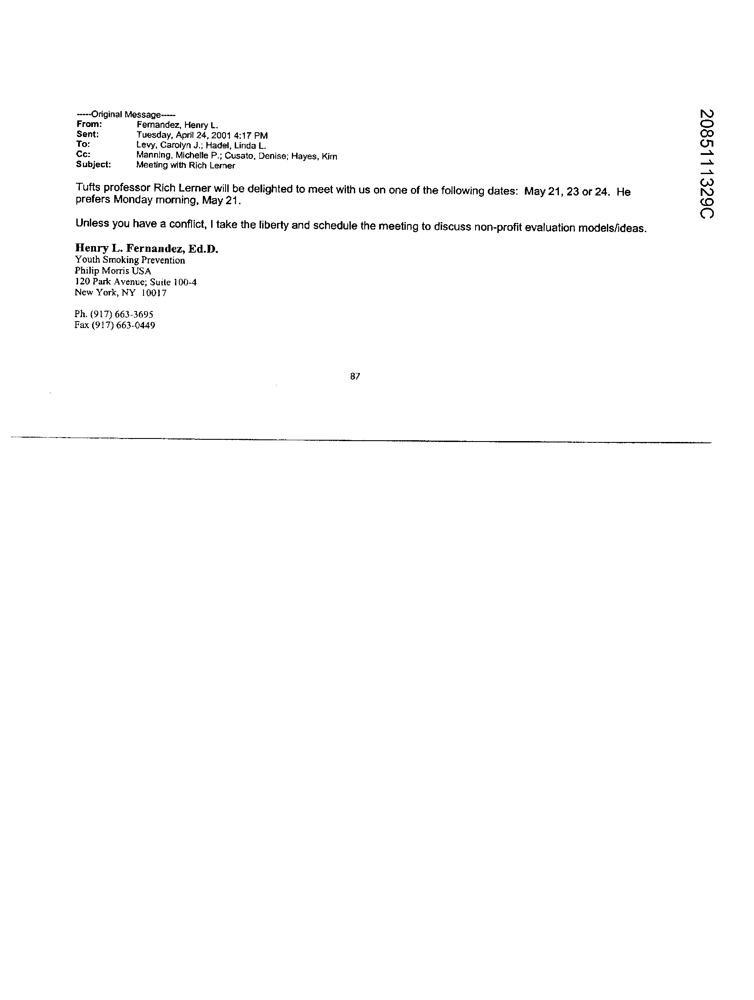 -----Original Message-----
From: Fernandez, Henry L.
Sent: Tuesday, April 24, 2001 4:17 PM
To: Levy, Carolyn J.; Hadel, Linda L.
Cc: Manning, Michelle P.; Cusato, Denise; Hayes, Kim
Subject: Meeting with Rich Lerner
Tufts professor Rich Lerner will be delighted to meet with us on one of the following dates: May 21, 23 or 24. He
prefers Monday morning, May 21.
Unless you have a conflict, I take the liberty and schedule the meeting to discuss non-profit evaluation models/ideas.
Henry L. Fernandez, Ed.D.
Youth Smoking Prevention
Philip Morris USA
120 Park Avenue; Suite 100-4
New York, NY 10017
Ph. (917) 663-3695
Fax (917) 663-0449
87
2085111329C